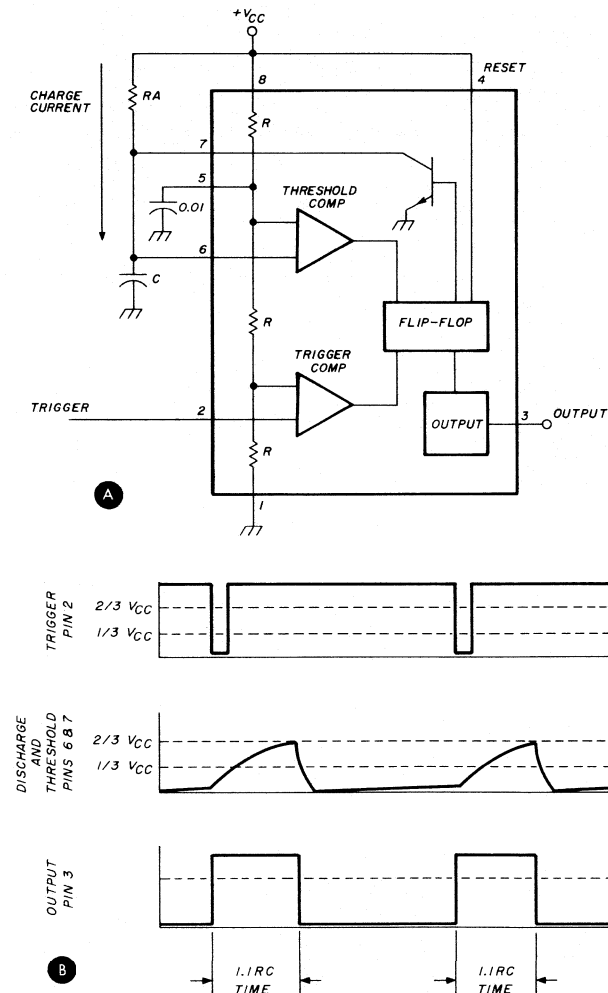 +VCC
8
RESET
4
CHARGE
CURRENT
RA
R
7
5
0.01
THRESHOLD
COMP
6
C
R
FLIP-FLOP
TRIGGER
COMP
TRIGGER
2
OUTPUT
3
OUTPUT
R
A
1
TRIGGER
PIN 2
2/3 VCC
1/3 VCC
DISCHARGE
AND
THRESHOLD
PINS 6&7
2/3 VCC
1/3 VCC
OUTPUT
PIN 3
B
1.1RC
TIME
1.1RC
TIME